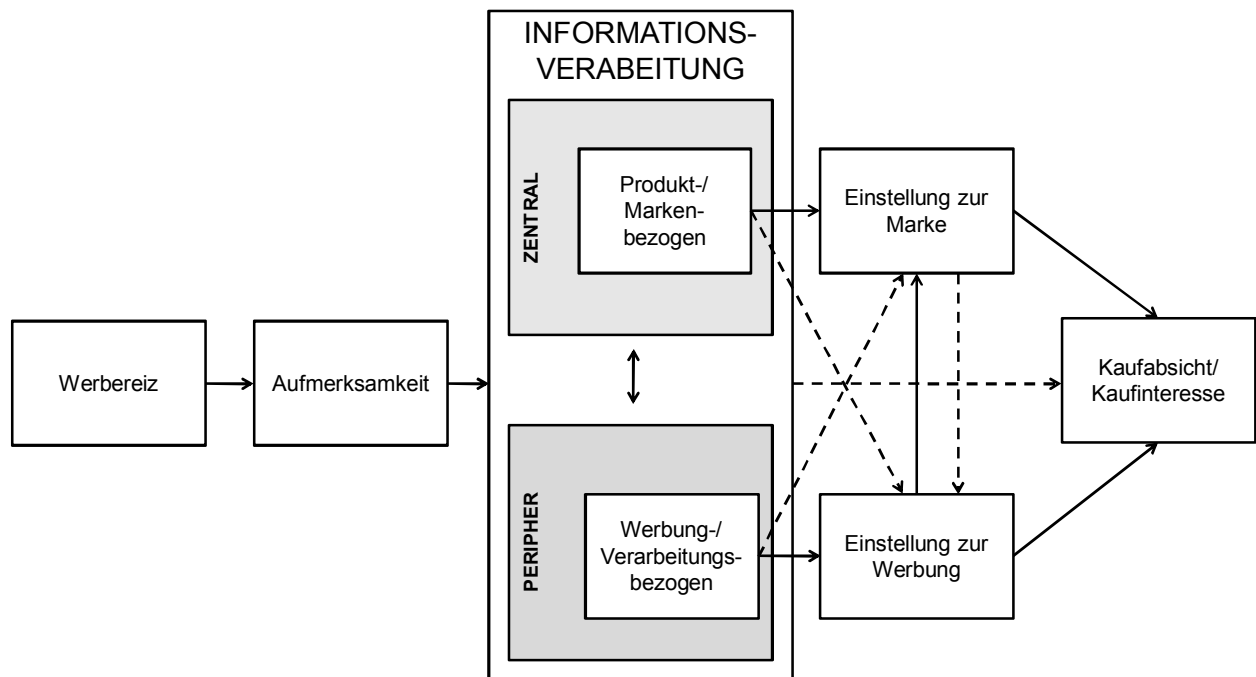 INFORMATIONS-
VERABEITUNG
ZENTRAL
Produkt-/
Marken-
bezogen
Einstellung zur
Marke
Werbereiz
Aufmerksamkeit
Kaufabsicht/
Kaufinteresse
PERIPHER
Werbung-/
Verarbeitungs-
bezogen
Einstellung zur
Werbung